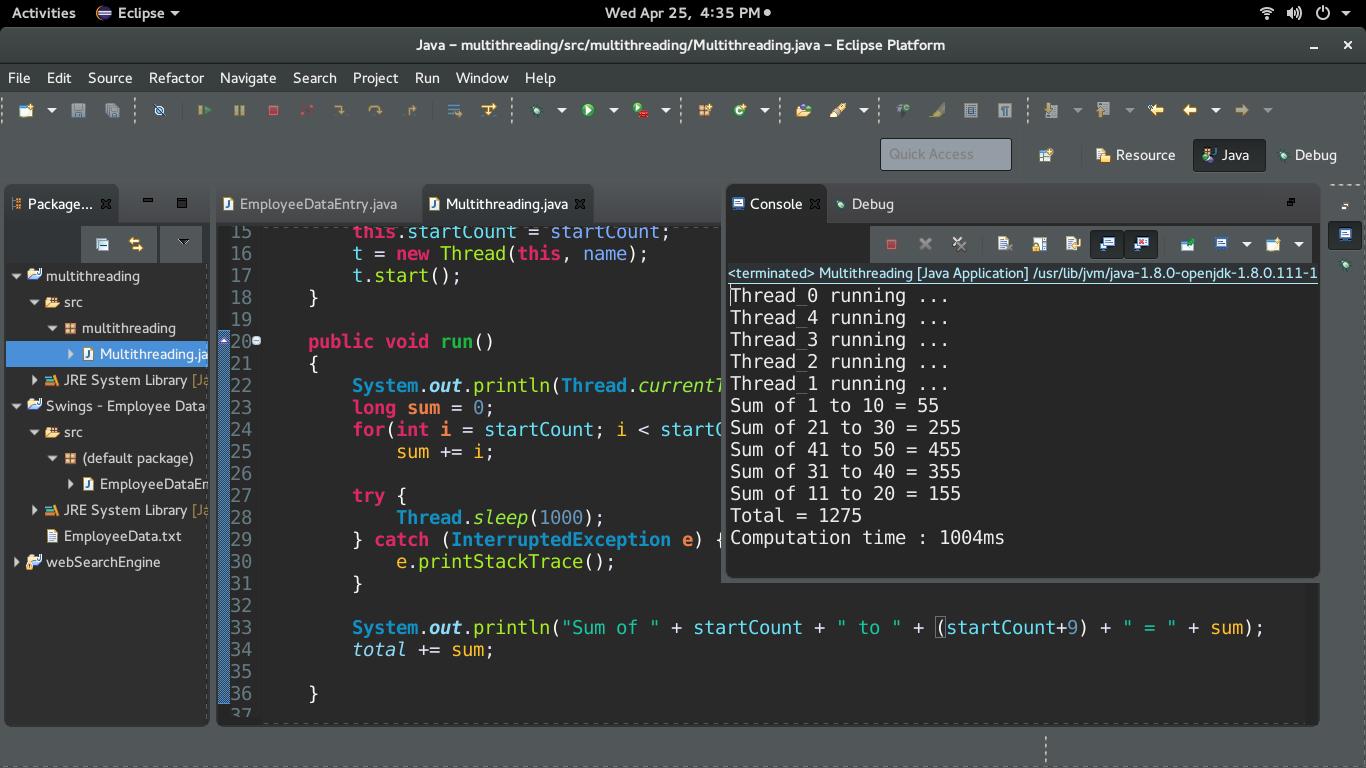 Activities Eclipse Wed Apr 25, 4:35 PM
Java – multithreading/src/multithreading/Multithreading.java – Eclipse Platform
File Edit Source Refactor Navigate Search Project Run Window Help
Quick Access Resource Java Debug
Package...
multithreading
src
multithreading
Multithreading.ja
JRE System Library [Ja
Swings - Employee Data
src
(default package)
EmployeeDataEn
JRE System Library [Ja
EmployeeData.txt
webSearchEngine
EmployeeDataEntry.java Multithreading.java
15 this.startCount = startCount;
16 t = new Thread(this, name);
17 t.start();
18 }
19
20 public void run()
21 {
22 System.out.println(Thread.currentT
23 long sum = 0;
24 for(int i = startCount; i < startC
25 sum += i;
26
27 try {
28 Thread.sleep(1000);
29 } catch (InterruptedException e) {
30 e.printStackTrace();
31 }
32
33 System.out.println("Sum of " + startCount + " to " + (startCount+9) + " = " + sum);
34 total += sum;
35
36 }
37
Console Debug
<terminated> Multithreading [Java Application] /usr/lib/jvm/java-1.8.0-openjdk-1.8.0.111-1
Thread_0 running ...
Thread_4 running ...
Thread_3 running ...
Thread_2 running ...
Thread_1 running ...
Sum of 1 to 10 = 55
Sum of 21 to 30 = 255
Sum of 41 to 50 = 455
Sum of 31 to 40 = 355
Sum of 11 to 20 = 155
Total = 1275
Computation time : 1004ms